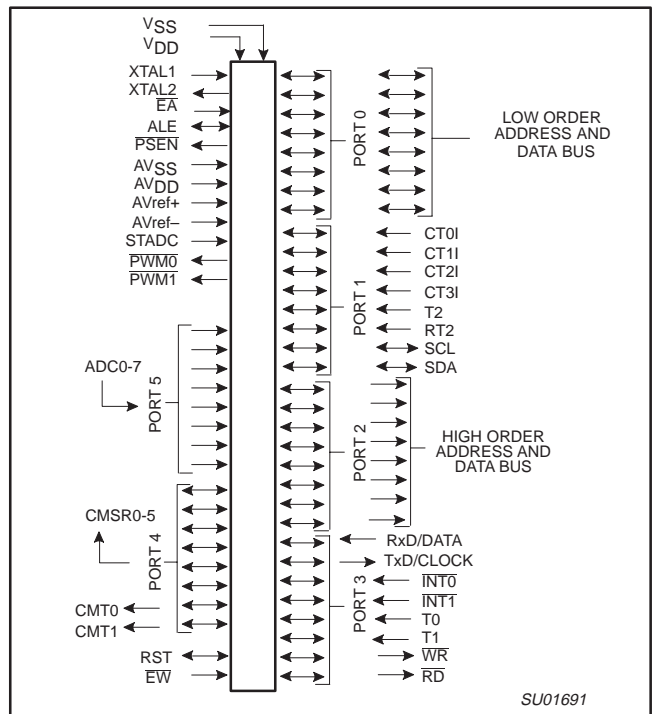 VSS
VDD
XTAL1
XTAL2
EA
ALE
PSEN
AVSS
AVDD
AVref+
AVref–
STADC
PWM0
PWM1
ADC0-7
PORT 5
CMSR0-5
PORT 4
CMT0
CMT1
RST
EW
PORT 0
LOW ORDER
ADDRESS AND
DATA BUS
PORT 1
CT0I
CT1I
CT2I
CT3I
T2
RT2
SCL
SDA
PORT 2
HIGH ORDER
ADDRESS AND
DATA BUS
PORT 3
RxD/DATA
TxD/CLOCK
INT0
INT1
T0
T1
WR
RD
SU01691